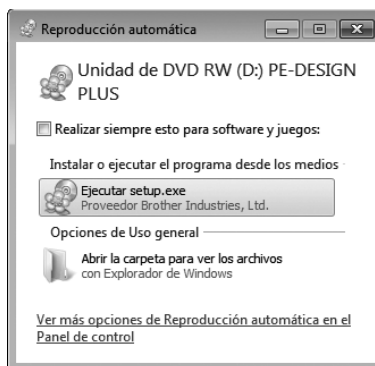 Reproducción automática
Unidad de DVD RW (D:) PE-DESIGN
PLUS
Realizar siempre esto para software y juegos:
Instalar o ejecutar el programa desde los medios
Ejecutar setup.exe
Proveedor Brother Industries, Ltd.
Opciones de Uso general
Abrir la carpeta para ver los archivos
con Explorador de Windows
Ver más opciones de Reproducción automática en el
Panel de control